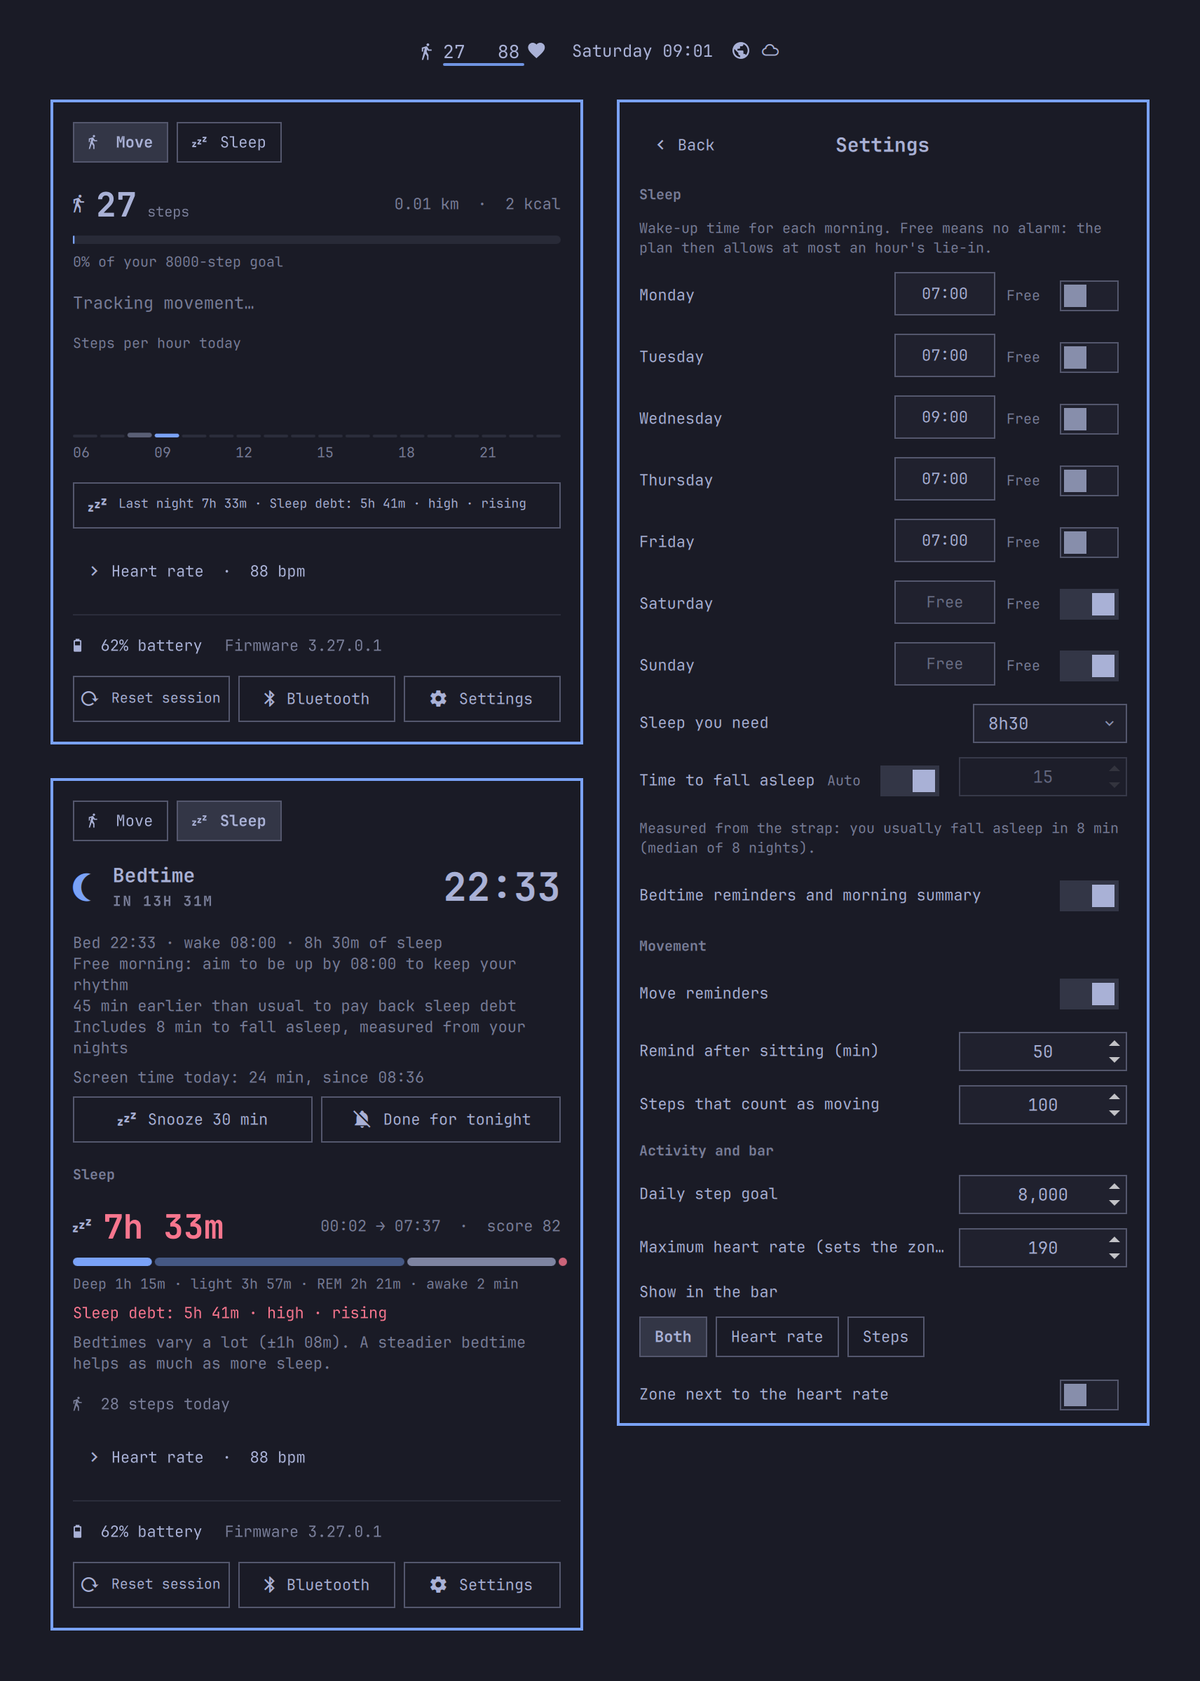 27 88 Saturday 09:01
Move Sleep
27 steps 0.01 km · 2 kcal
0% of your 8000-step goal
Tracking movement…
Steps per hour today
06 09 12 15 18 21
zzz Last night 7h 33m · Sleep debt: 5h 41m · high · rising
Heart rate · 88 bpm
62% battery Firmware 3.27.0.1
Reset session Bluetooth Settings
Move zzz Sleep
Bedtime 22:33
IN 13H 31M
Bed 22:33 · wake 08:00 · 8h 30m of sleep
Free morning: aim to be up by 08:00 to keep your
rhythm
45 min earlier than usual to pay back sleep debt
Includes 8 min to fall asleep, measured from your
nights
Screen time today: 24 min, since 08:36
zzz Snooze 30 min Done for tonight
Sleep
zzz 7h 33m 00:02 → 07:37 · score 82
Deep 1h 15m · light 3h 57m · REM 2h 21m · awake 2 min
Sleep debt: 5h 41m · high · rising
Bedtimes vary a lot (±1h 08m). A steadier bedtime
helps as much as more sleep.
28 steps today
Heart rate · 88 bpm
62% battery Firmware 3.27.0.1
Reset session Bluetooth Settings
Back Settings
Sleep
Wake-up time for each morning. Free means no alarm: the
plan then allows at most an hour's lie-in.
Monday 07:00 Free
Tuesday 07:00 Free
Wednesday 09:00 Free
Thursday 07:00 Free
Friday 07:00 Free
Saturday Free Free
Sunday Free Free
Sleep you need 8h30
Time to fall asleep Auto 15
Measured from the strap: you usually fall asleep in 8 min
(median of 8 nights).
Bedtime reminders and morning summary
Movement
Move reminders
Remind after sitting (min) 50
Steps that count as moving 100
Activity and bar
Daily step goal 8,000
Maximum heart rate (sets the zon… 190
Show in the bar
Both Heart rate Steps
Zone next to the heart rate